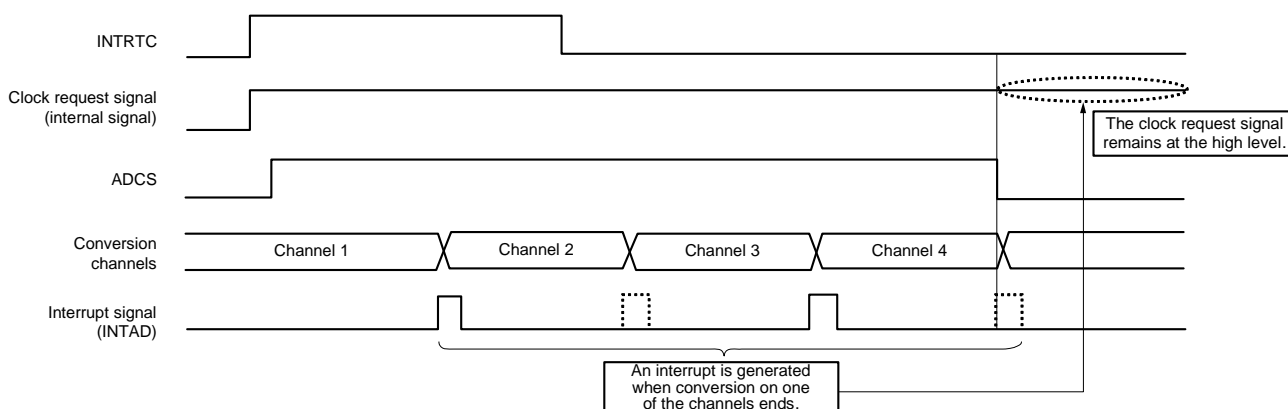 INTRTC
Clock request signal
(internal signal)
The clock request signal
remains at the high level.
ADCS
Conversion
channels
Channel 1
Channel 2
Channel 3
Channel 4
Interrupt signal
(INTAD)
An interrupt is generated
when conversion on one
of the channels ends.